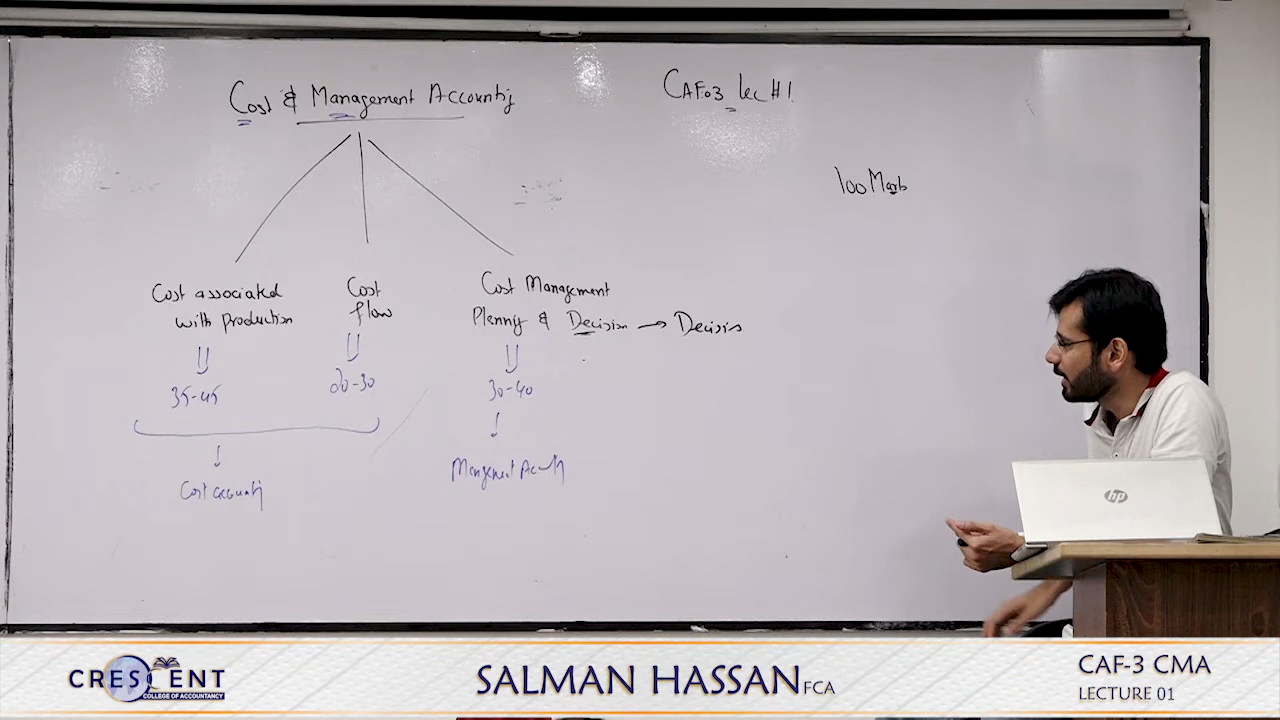 Cost & Management Accounting
CAF-03 Lec # 1.
100 Marks
Cost associated
with production
Cost
flow
Cost Management
Planning & Decision → Decision
35-45
20-30
30-40
Cost accounting
Management Accounting
hp
CRESCENT
COLLEGE OF ACCOUNTANCY
SALMAN HASSAN FCA
CAF-3 CMA
LECTURE 01